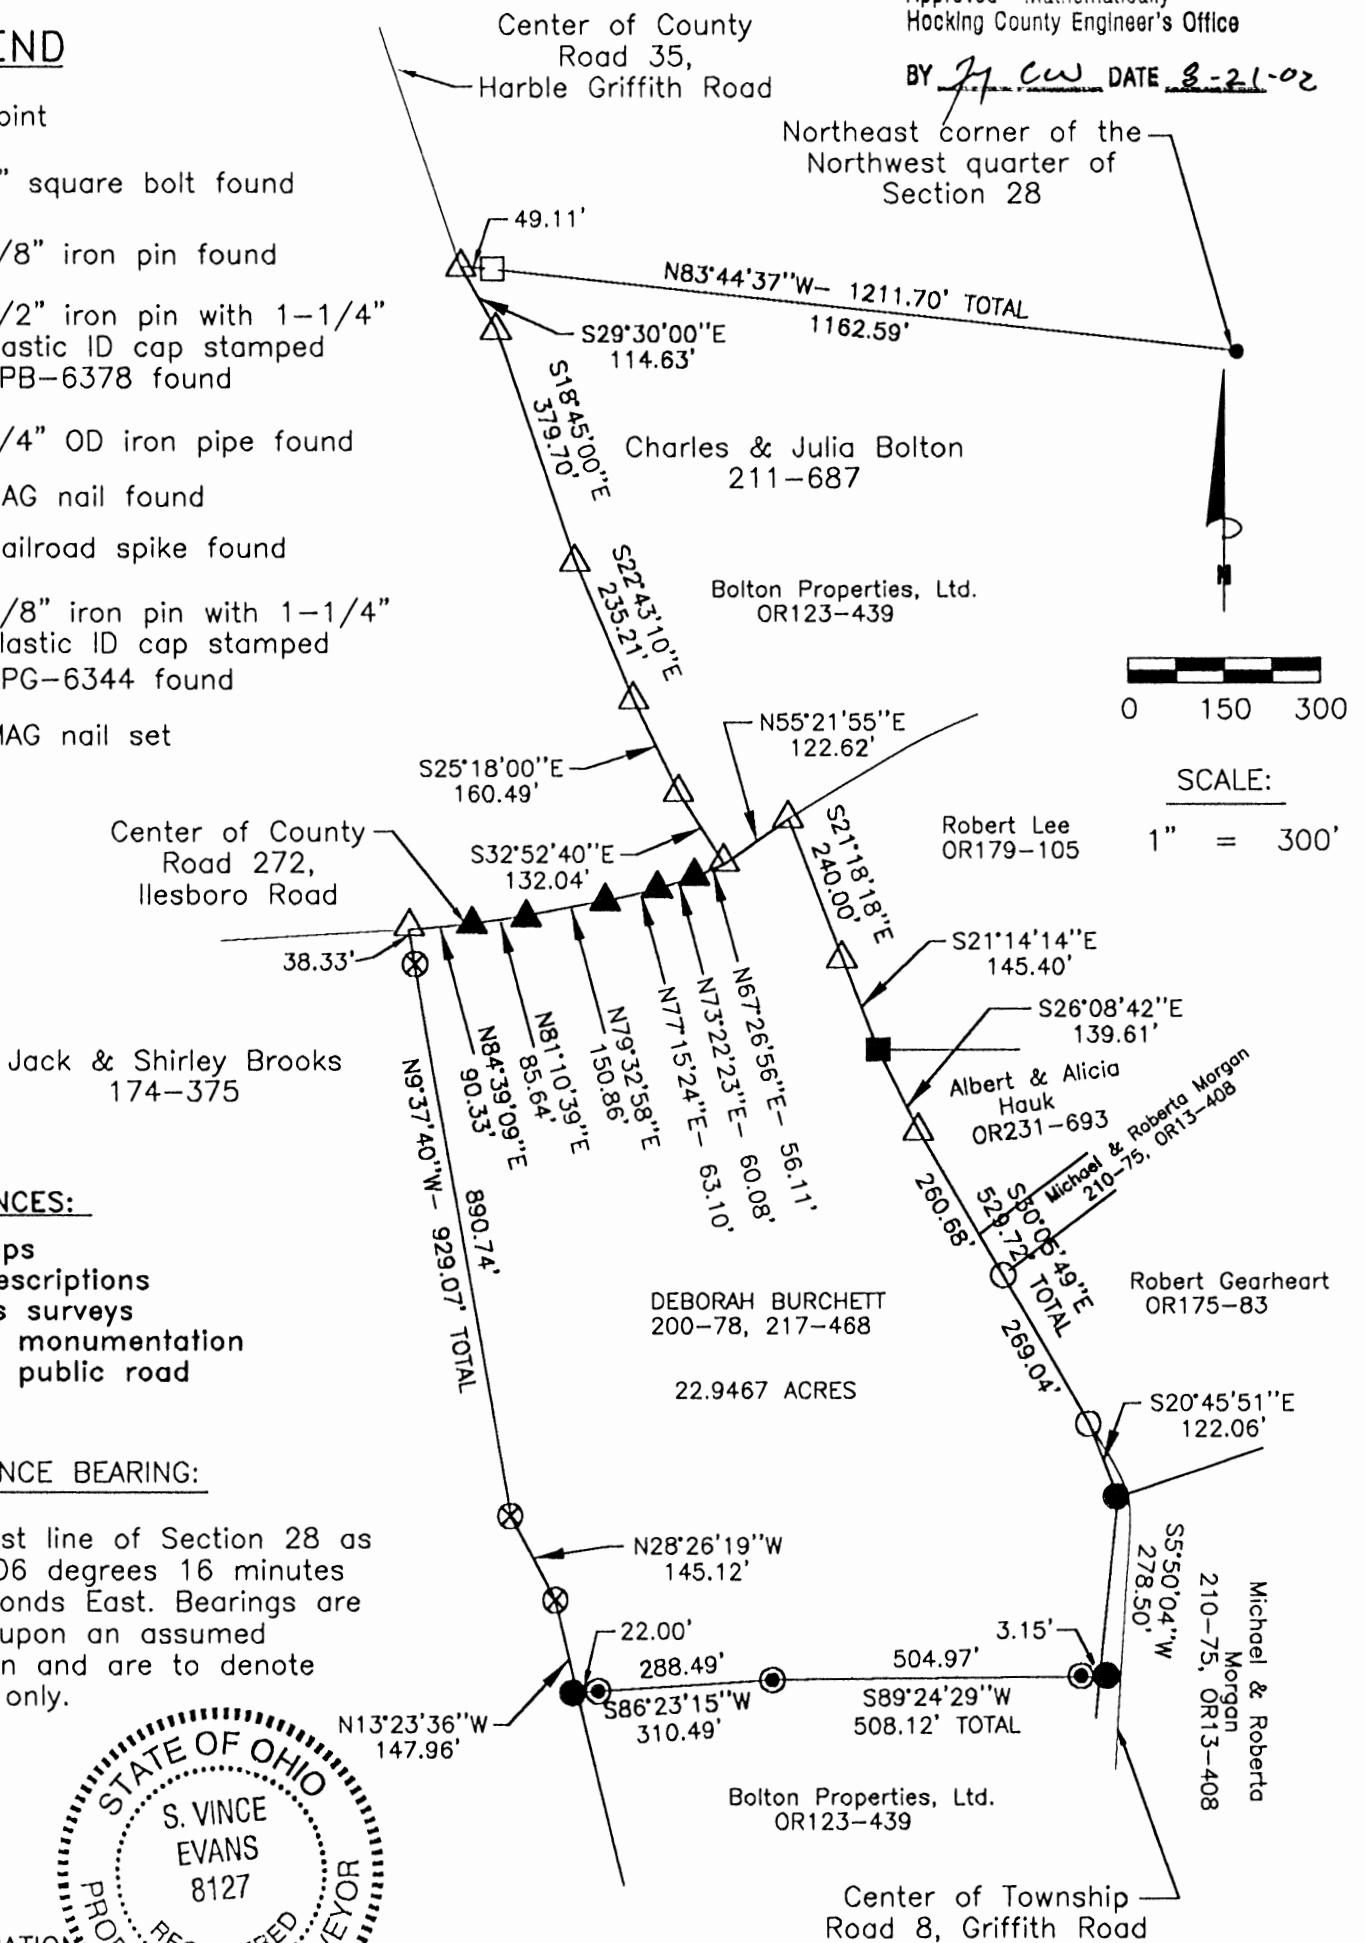 END
oint
" square bolt found
/8" iron pin found
/2" iron pin with 1-1/4"
astic ID cap stamped
PB-6378 found
/4" OD iron pipe found
AG nail found
ailroad spike found
/8" iron pin with 1-1/4"
lastic ID cap stamped
PG-6344 found
MAG nail set
Center of County
Road 35,
Harble Griffith Road
Approved Mathematically
Hocking County Engineer's Office
BY CW DATE 8-21-02
Northeast corner of the
Northwest quarter of
Section 28
49.11'
N83°44'37"W- 1211.70' TOTAL
1162.59'
S29°30'00"E
114.63'
S18°45'00"E
379.70'
Charles & Julia Bolton
211-687
S22°43'10"E
235.21'
Bolton Properties, Ltd.
OR123-439
N
0 150 300
SCALE:
1" = 300'
N55°21'55"E
122.62'
S25°18'00"E
160.49'
Center of County
Road 272,
Ilesboro Road
S32°52'40"E
132.04'
S21°18'18"E
240.00'
Robert Lee
OR179-105
38.33'
S21°14'14"E
145.40'
S26°08'42"E
139.61'
Jack & Shirley Brooks
174-375
N9°37'40"W- 929.07' TOTAL
890.74'
N84°39'09"E
90.33'
N81°10'39"E
85.64'
N79°32'58"E
150.86'
N77°15'24"E- 63.10'
N73°22'23"E- 60.08'
N67°26'56"E- 56.11'
Albert & Alicia
Hauk
OR231-693
Michael & Roberta Morgan
210-75, OR13-408
260.68'
S30°05'49"E
529.72' TOTAL
269.04'
NCES:
ps
escriptions
s surveys
monumentation
public road
DEBORAH BURCHETT
200-78, 217-468
22.9467 ACRES
Robert Gearheart
OR175-83
S20°45'51"E
122.06'
NCE BEARING:
st line of Section 28 as
06 degrees 16 minutes
onds East. Bearings are
upon an assumed
n and are to denote
only.
N28°26'19"W
145.12'
S5°50'04"W
278.50'
Michael & Roberta
Morgan
210-75, OR13-408
22.00'
288.49'
S86°23'15"W
310.49'
3.15'
504.97'
S89°24'29"W
508.12' TOTAL
N13°23'36"W
147.96'
Bolton Properties, Ltd.
OR123-439
Center of Township
Road 8, Griffith Road
STATE OF OHIO
S. VINCE
EVANS
8127